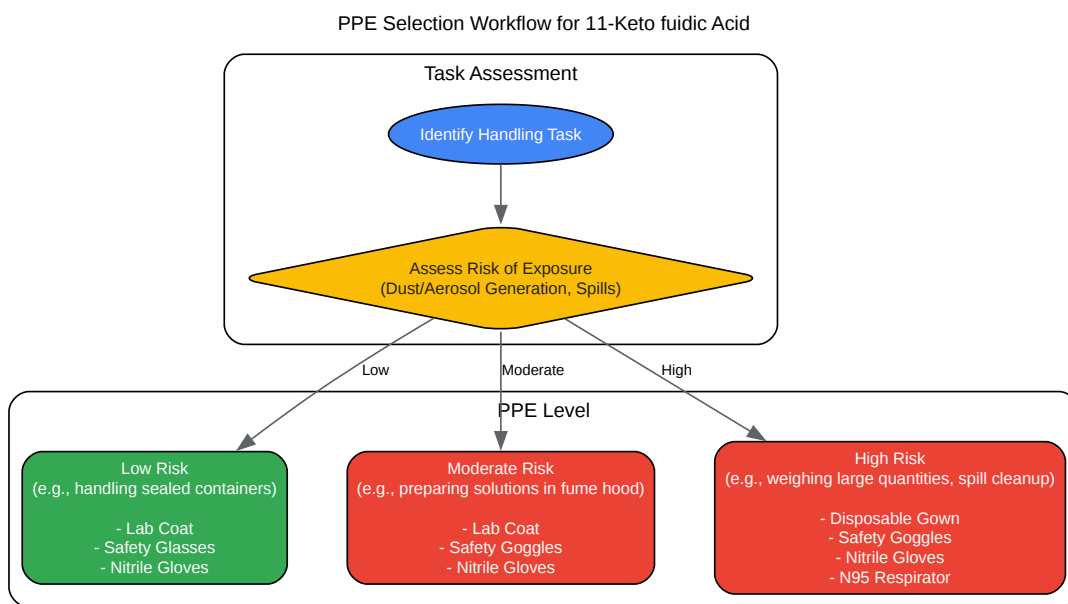 PPE Selection Workflow for 11-Keto fuidic Acid
Task Assessment
Identify Handling Task
Assess Risk of Exposure
(Dust/Aerosol Generation, Spills)
Low
Moderate
High
PPE Level
Low Risk
(e.g., handling sealed containers)
- Lab Coat
- Safety Glasses
- Nitrile Gloves
Moderate Risk
(e.g., preparing solutions in fume hood)
- Lab Coat
- Safety Goggles
- Nitrile Gloves
High Risk
(e.g., weighing large quantities, spill cleanup)
- Disposable Gown
- Safety Goggles
- Nitrile Gloves
- N95 Respirator